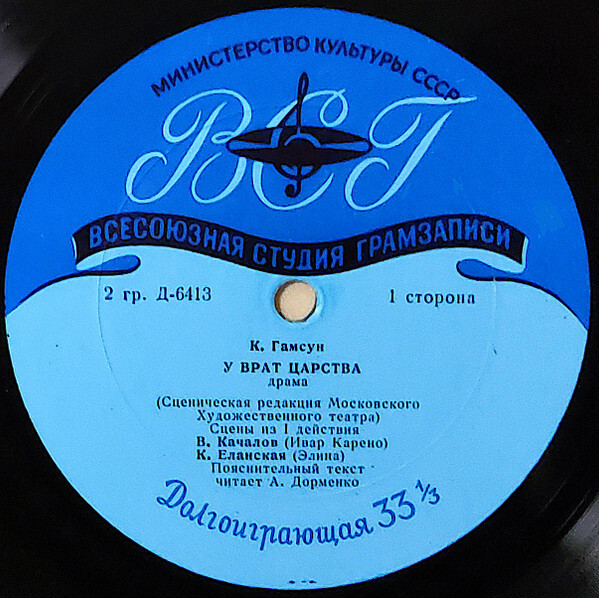 МИНИСТЕРСТВО КУЛЬТУРЫ СССР
ВСГ
ВСЕСОЮЗНАЯ СТУДИЯ ГРАМЗАПИСИ
2 гр. Д-6413
1 сторона
К. Гамсун
У ВРАТ ЦАРСТВА
драма
(Сценическая редакция Московского
Художественного театра)
Сцены из I действия
В. Качалов (Ивар Карено)
К. Еланская (Элина)
Пояснительный текст
читает А. Дорменко
Долгоиграющая 33 1/3